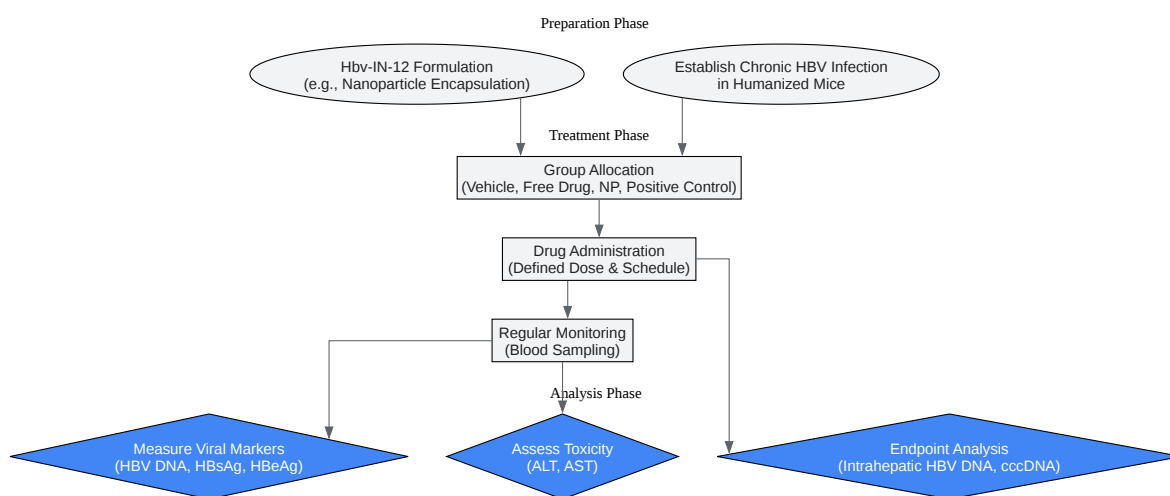 Preparation Phase
Hbv-IN-12 Formulation
(e.g., Nanoparticle Encapsulation)
Establish Chronic HBV Infection
in Humanized Mice
Treatment Phase
Group Allocation
(Vehicle, Free Drug, NP, Positive Control)
Drug Administration
(Defined Dose & Schedule)
Regular Monitoring
(Blood Sampling)
Analysis Phase
Measure Viral Markers
(HBV DNA, HBsAg, HBeAg)
Assess Toxicity
(ALT, AST)
Endpoint Analysis
(Intrahepatic HBV DNA, cccDNA)